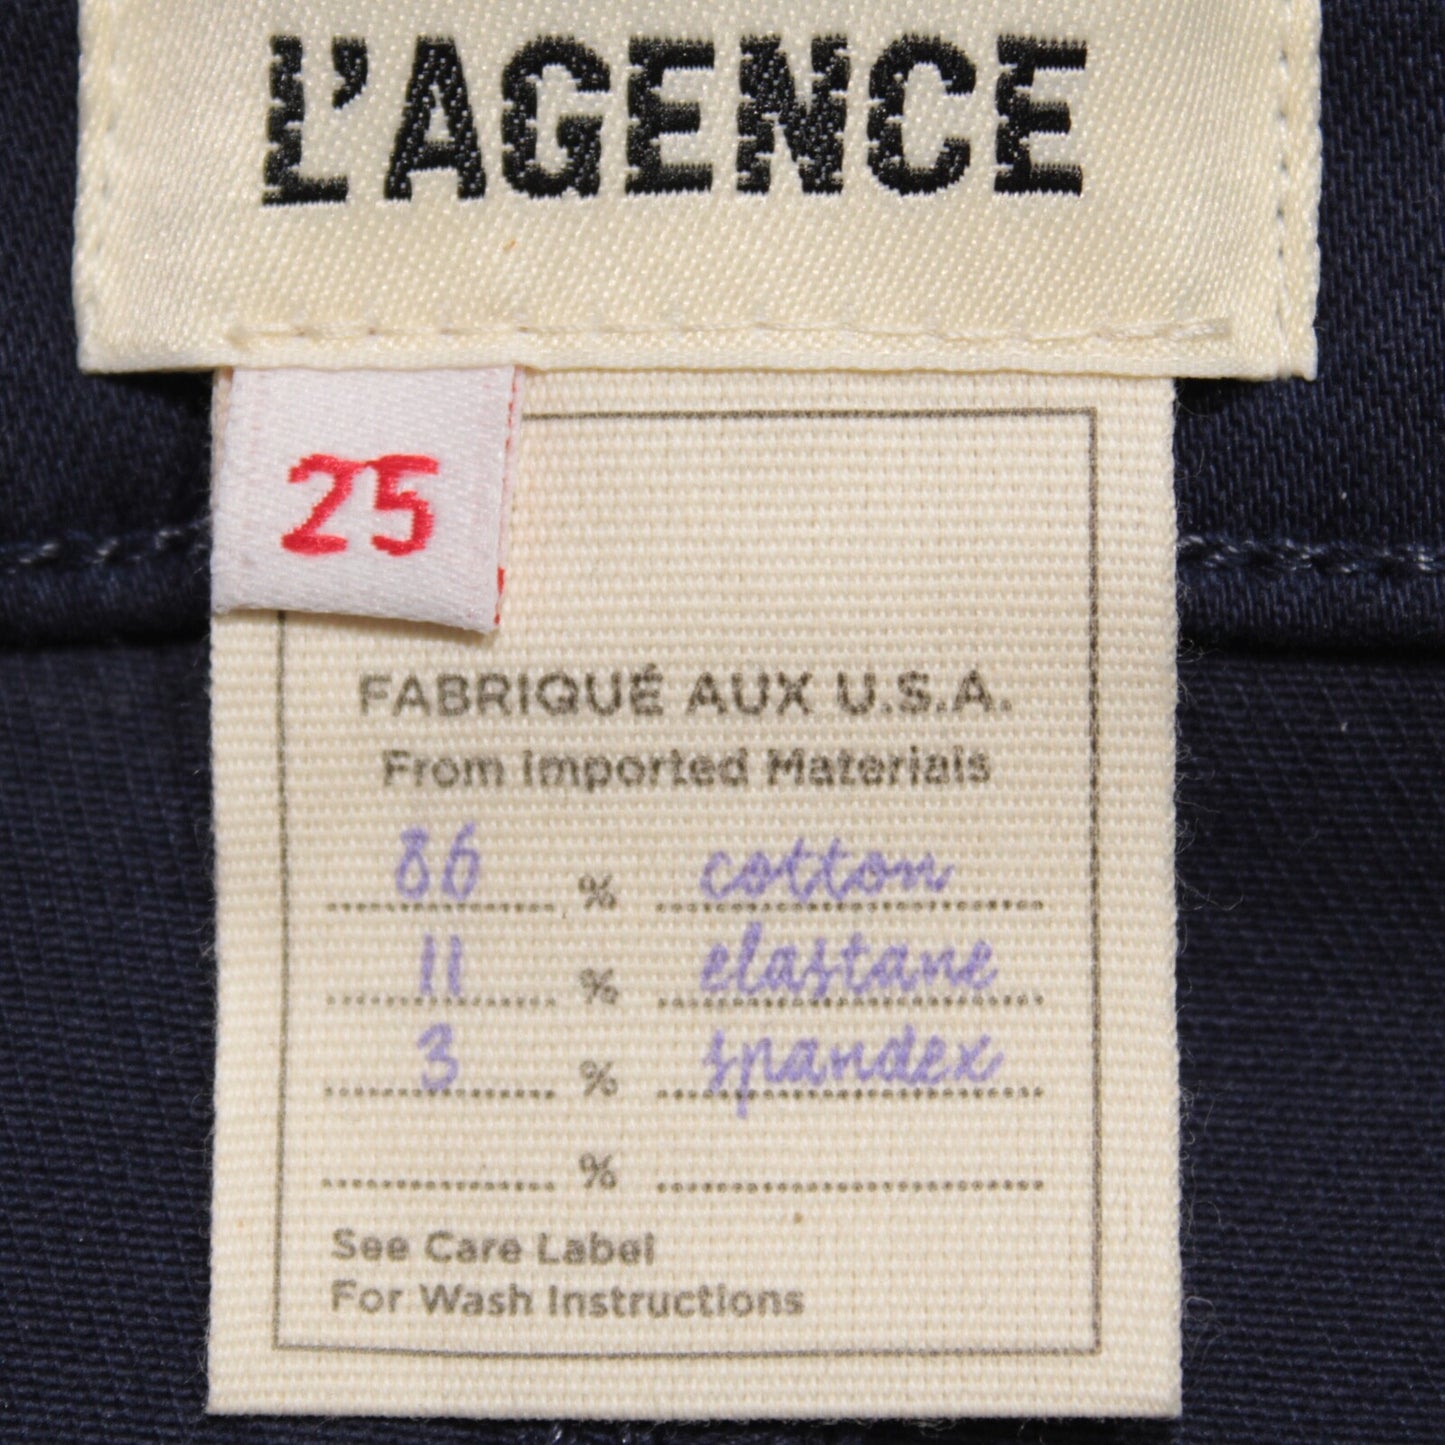 L'AGENCE
25
FABRIQUÉ AUX U.S.A.
From Imported Materials
86 % cotton
11 % elastane
3 % spandex
%
See Care Label
For Wash Instructions